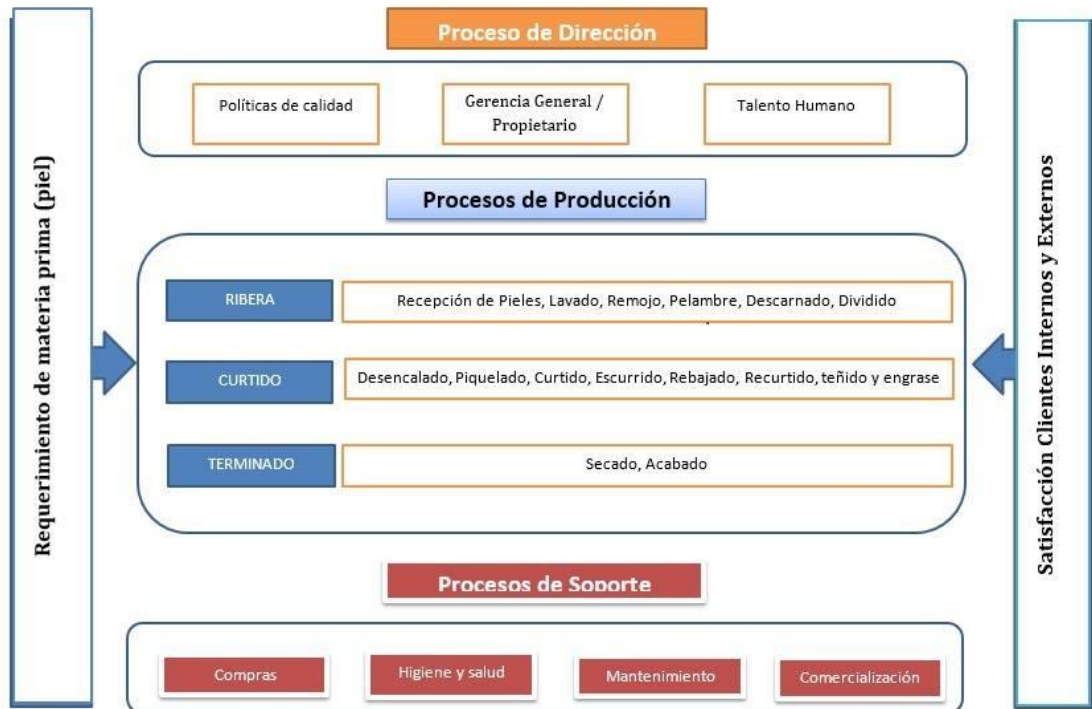 Proceso de Dirección
Políticas de calidad
Gerencia General /
Propietario
Talento Humano
Requerimiento de materia prima (piel)
Procesos de Producción
RIBERA
Recepción de Pieles, Lavado, Remojo, Pelambre, Descarnado, Dividido
CURTIDO
Desencalado, Piquelado, Curtido, Escurrido, Rebajado, Recurtido, teñido y engrase
TERMINADO
Secado, Acabado
Satisfacción Clientes Internos y Externos
Procesos de Soporte
Compras
Higiene y salud
Mantenimiento
Comercialización